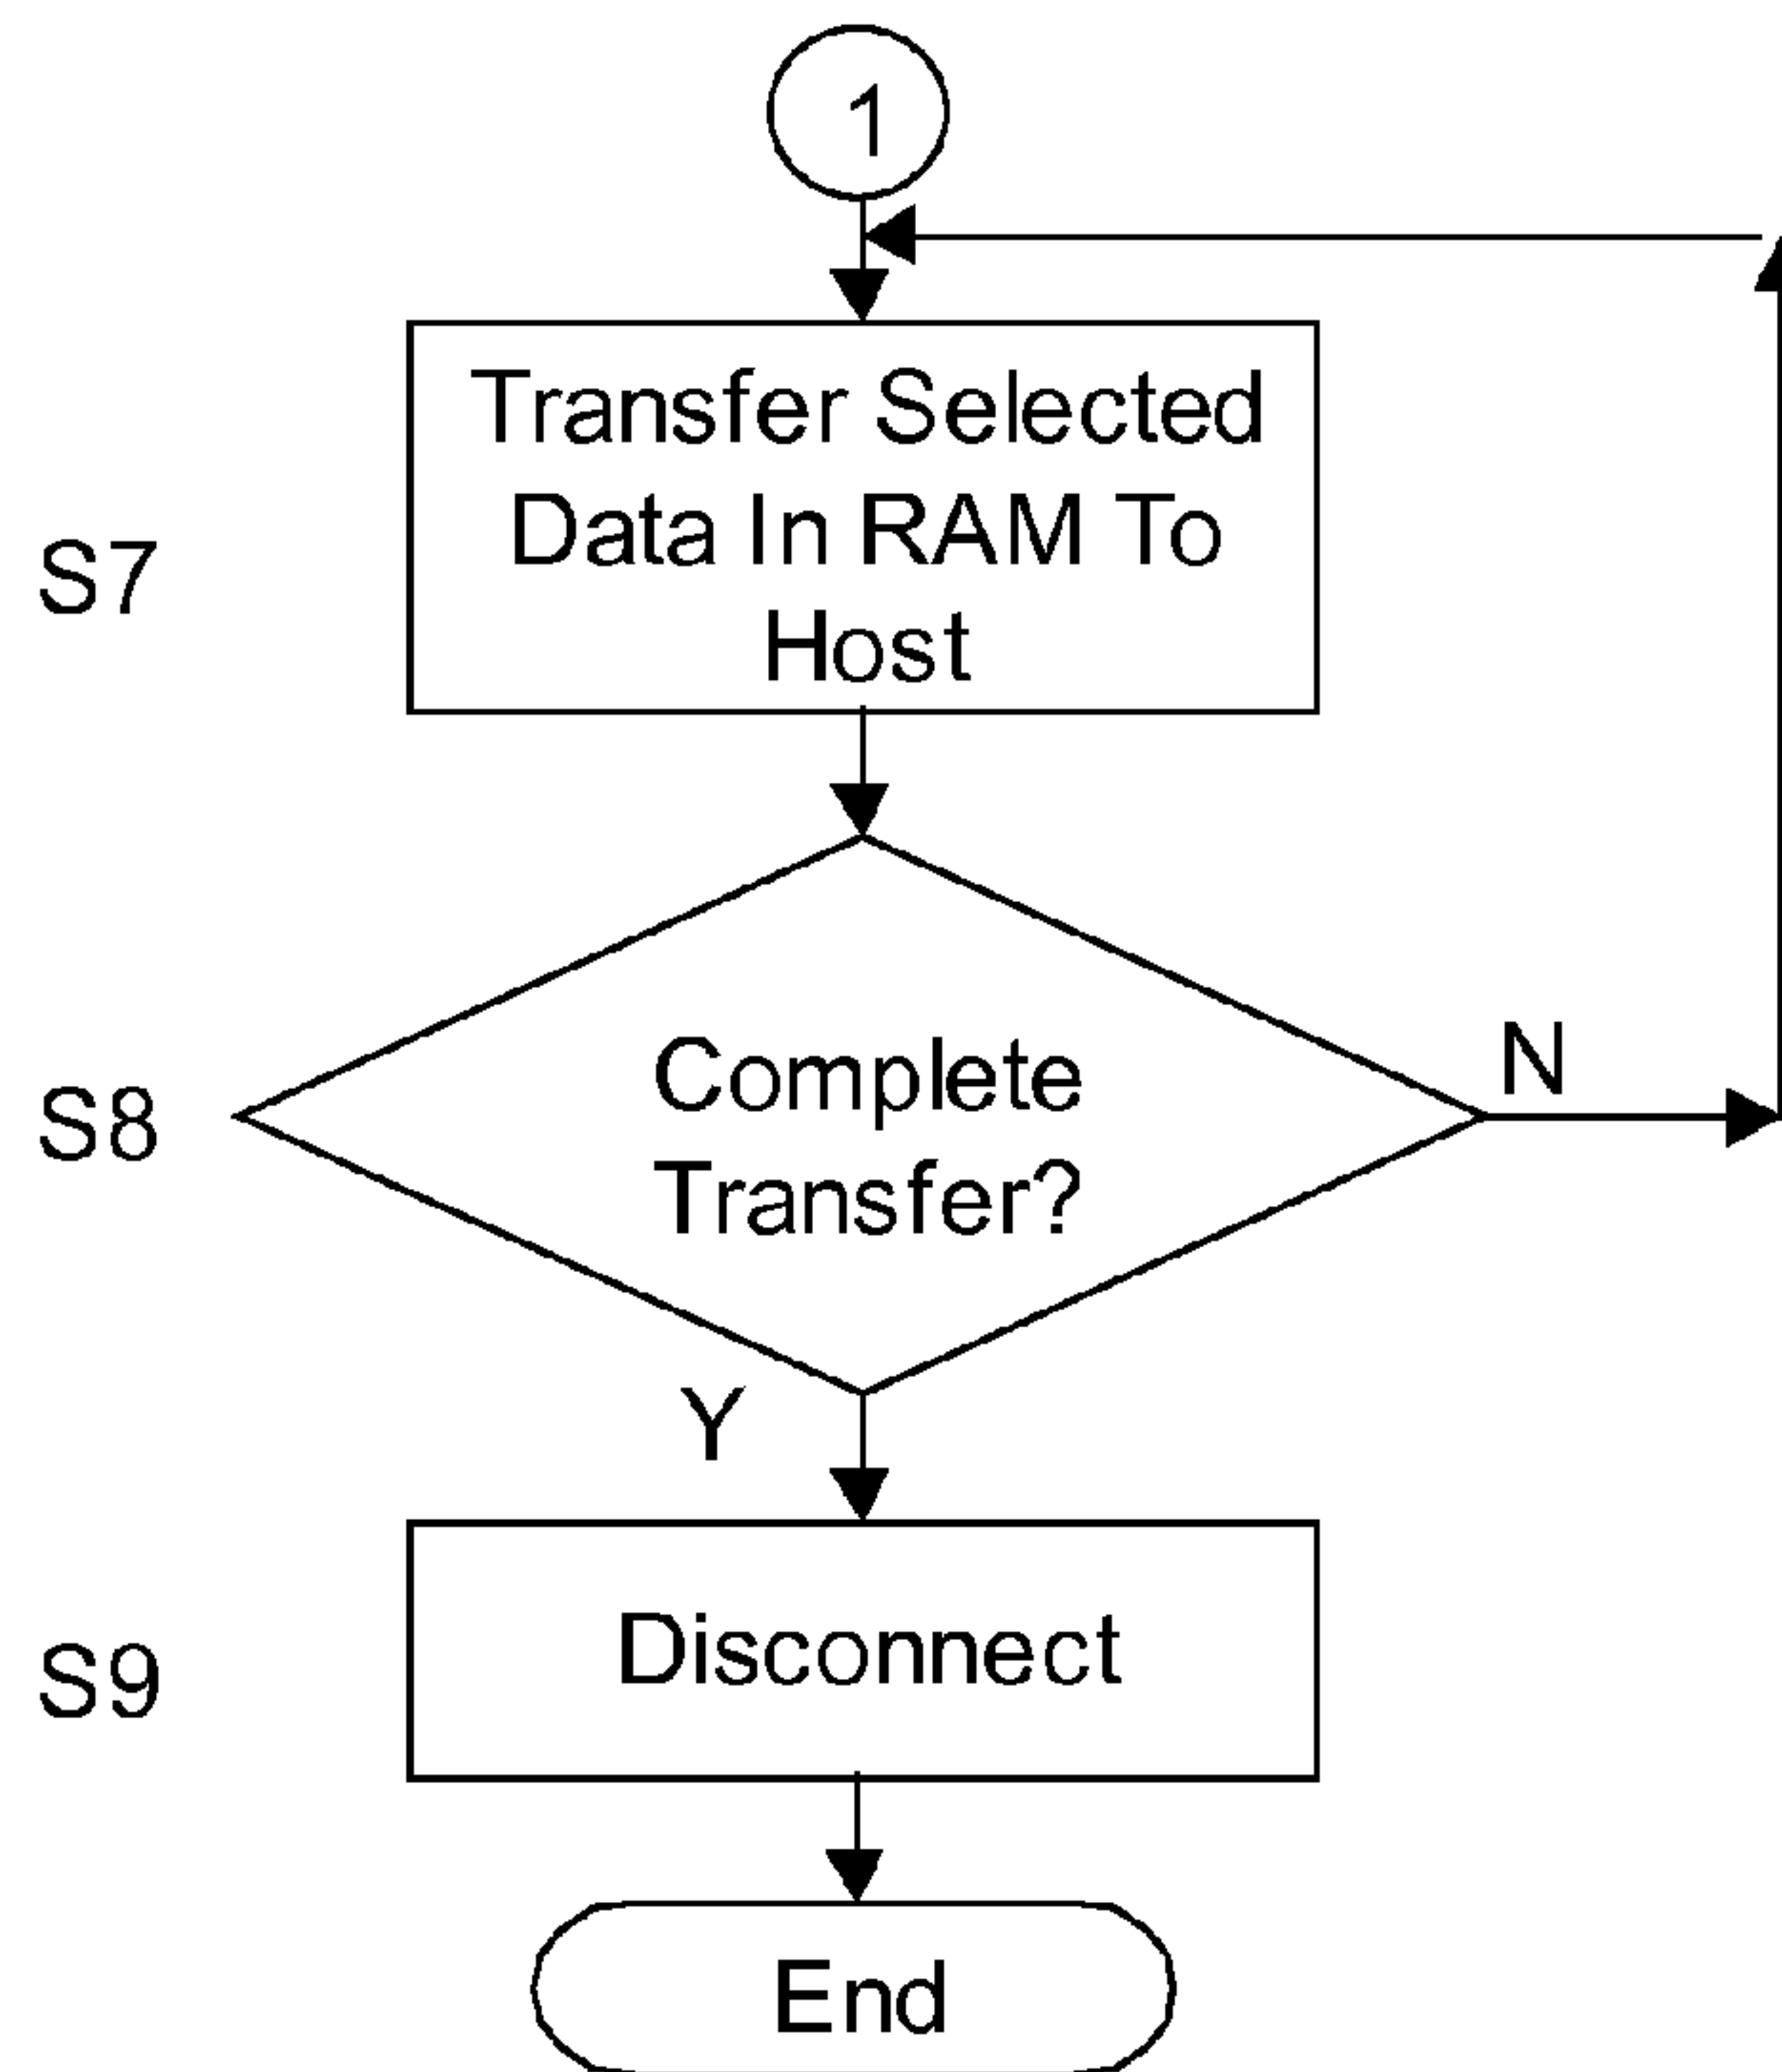 1
Transfer Selected
Data In RAM To
Host
S7
Complete
Transfer?
N
S8
Y
Disconnect
S9
End